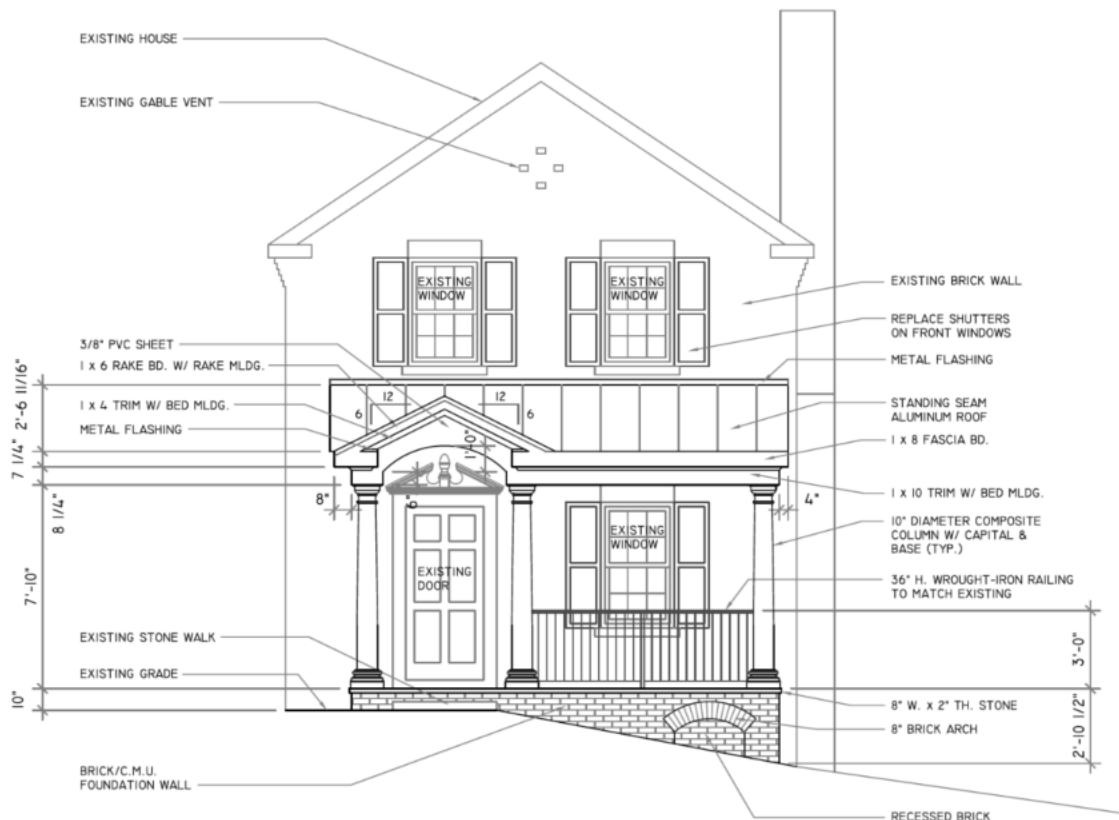 EXISTING HOUSE
EXISTING GABLE VENT
EXISTING
WINDOW
EXISTING
WINDOW
EXISTING BRICK WALL
REPLACE SHUTTERS
ON FRONT WINDOWS
METAL FLASHING
3/8" PVC SHEET
1 x 6 RAKE BD. W/ RAKE MLDG.
1 x 4 TRIM W/ BED MLDG.
METAL FLASHING
2'-6 11/16"
7 1/4"
8 1/4"
7'-10"
10"
6
12
12
6
1'-0"
6"
8"
4"
STANDING SEAM
ALUMINUM ROOF
1 x 8 FASCIA BD.
1 x 10 TRIM W/ BED MLDG.
10" DIAMETER COMPOSITE
COLUMN W/ CAPITAL &
BASE (TYP.)
36" H. WROUGHT-IRON RAILING
TO MATCH EXISTING
EXISTING
WINDOW
EXISTING
DOOR
EXISTING STONE WALK
EXISTING GRADE
3'-0"
2'-10 1/2"
8" W. x 2" TH. STONE
8" BRICK ARCH
BRICK/C.M.U.
FOUNDATION WALL
RECESSED BRICK